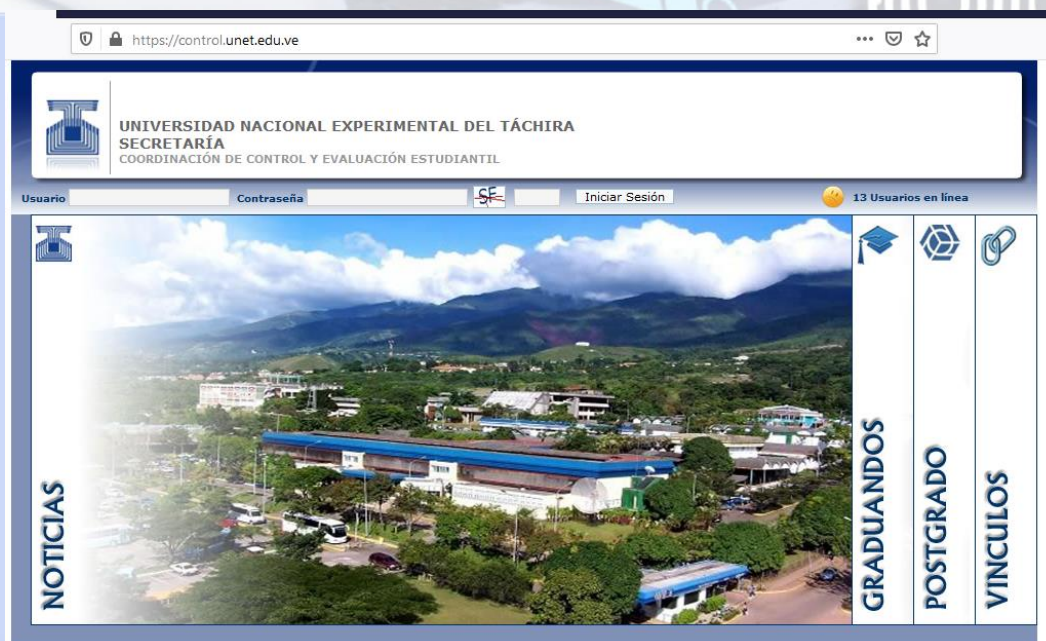 https://control.unet.edu.ve
UNIVERSIDAD NACIONAL EXPERIMENTAL DEL TÁCHIRA
SECRETARÍA
COORDINACIÓN DE CONTROL Y EVALUACIÓN ESTUDIANTIL
Usuario Contraseña SF Iniciar Sesión 13 Usuarios en línea
NOTICIAS
GRADUANDOS
POSTGRADO
VINCULOS